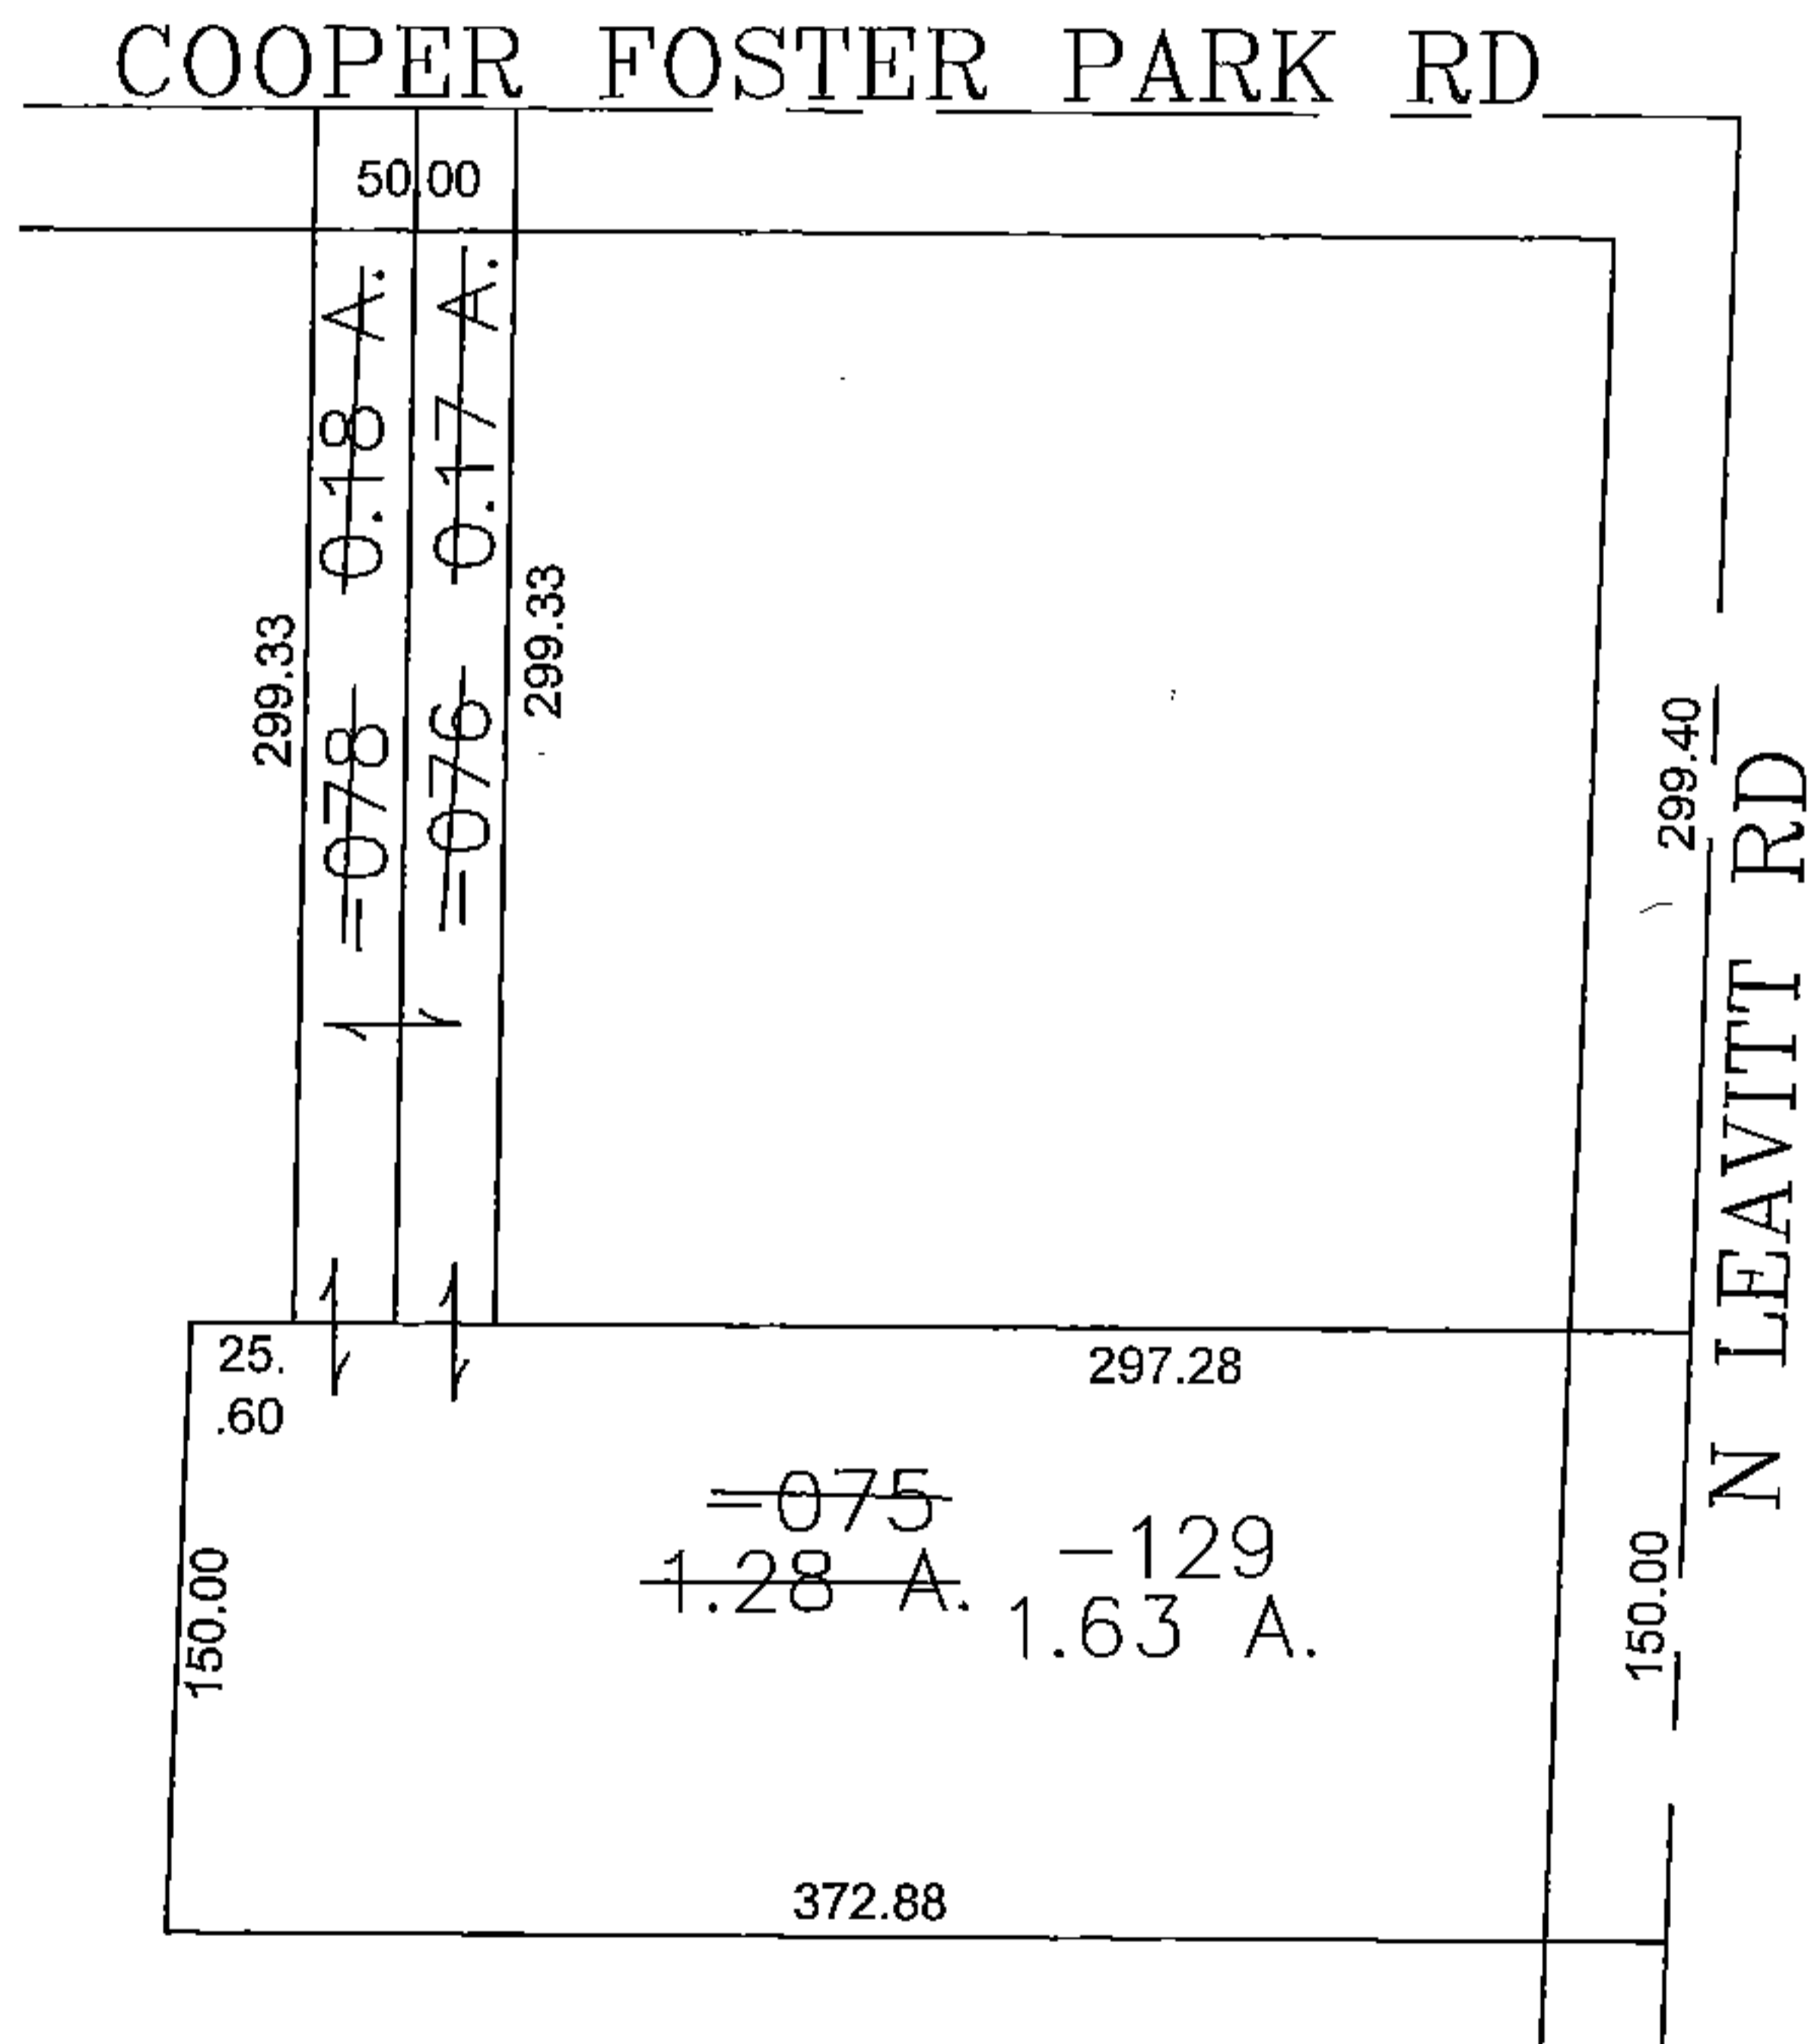 COOPER FOSTER PARK RD
50.00
=078 0.18 A.
=076 0.17 A.
299.33
299.33
299.40
N LEAVITT RD
25.
.60
297.28
=075
1.28 A.
-129
1.63 A.
150.00
150.00
372.88